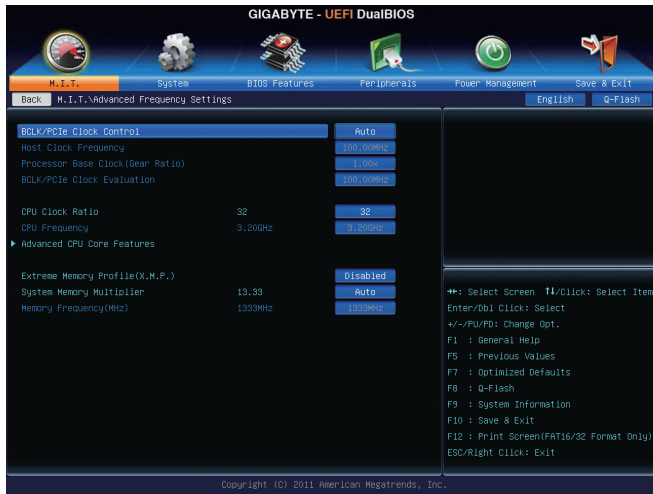 GIGABYTE - UEFI DualBIOS
M.I.T. System BIOS Features Peripherals Power Management Save & Exit
Back M.I.T.\Advanced Frequency Settings English Q-Flash
BCLK/PCIe Clock Control Auto
Host Clock Frequency 100.00MHz
Processor Base Clock(Gear Ratio) 1.00x
BCLK/PCIe Clock Evaluation 100.00MHz
CPU Clock Ratio 32 32
CPU Frequency 3.20GHz 3.20GHz
Advanced CPU Core Features
Extreme Memory Profile(X.M.P.) Disabled
System Memory Multiplier 13.33 Auto
Memory Frequency(MHz) 1333MHz 1333MHz
→←: Select Screen ↑↓/Click: Select Item
Enter/Dbl Click: Select
+/-/PU/PD: Change Opt.
F1 : General Help
F5 : Previous Values
F7 : Optimized Defaults
F8 : Q-Flash
F9 : System Information
F10 : Save & Exit
F12 : Print Screen(FAT16/32 Format Only)
ESC/Right Click: Exit
Copyright (C) 2011 American Megatrends, Inc.